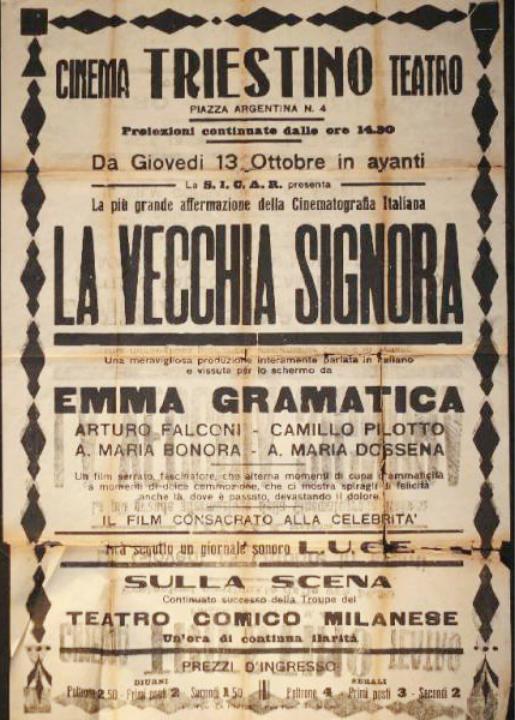 CINEMA TRIESTINO TEATRO
PIAZZA ARGENTINA N. 4
Proiezioni continuate dalle ore 14.30
Da Giovedì 13 Ottobre in avanti
La S.I.C.A.R. presenta
La più grande affermazione della Cinematografia Italiana
LA VECCHIA SIGNORA
Una meravigliosa produzione interamente parlata in italiano
e vissuta per lo schermo da
EMMA GRAMATICA
ARTURO FALCONI - CAMILLO PILOTTO
A. MARIA BONORA - A. MARIA DOSSENA
Un film serrato, fascinatore, che alterna momenti di cupa drammaticità
a momenti di dolce commozione, che ci mostra spiragli di felicità
anche là, dove è passato, devastando il dolore.
IL FILM CONSACRATO ALLA CELEBRITA'
seguito un giornale sonoro L.U.C.E.
SULLA SCENA
Continuato successo della Troupe del
TEATRO COMICO MILANESE
Un'ora di continua ilarità
PREZZI D'INGRESSO
DIURNI SERALI
Poltrone 2.50 - Primi posti 2 - Secondi 1.50 Poltrone 4 - Primi posti 3 - Secondi 2